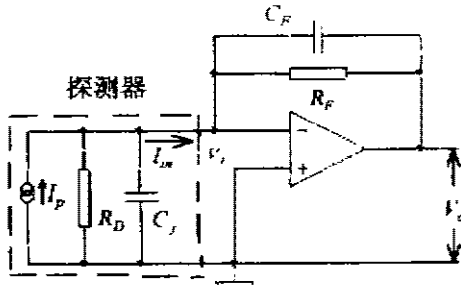 C_F
R_F
探测器
I_in
V_i
I_P
R_D
C_J
V_o
−
+